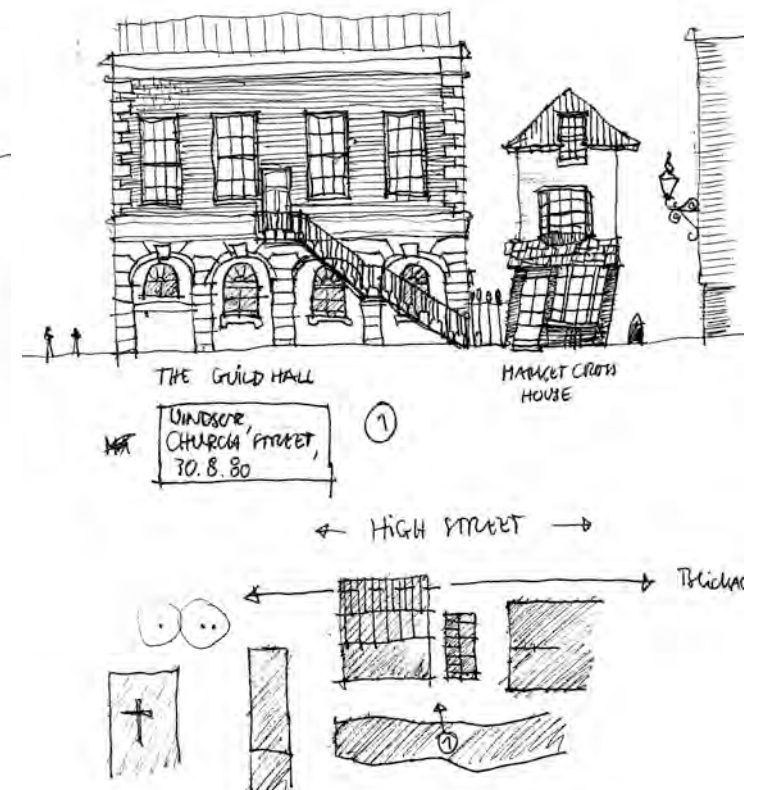 THE GUILD HALL
MARKET CROSS
HOUSE
WINDSOR,
CHURCH STREET,
30.8.80
1
← HIGH STREET →
1